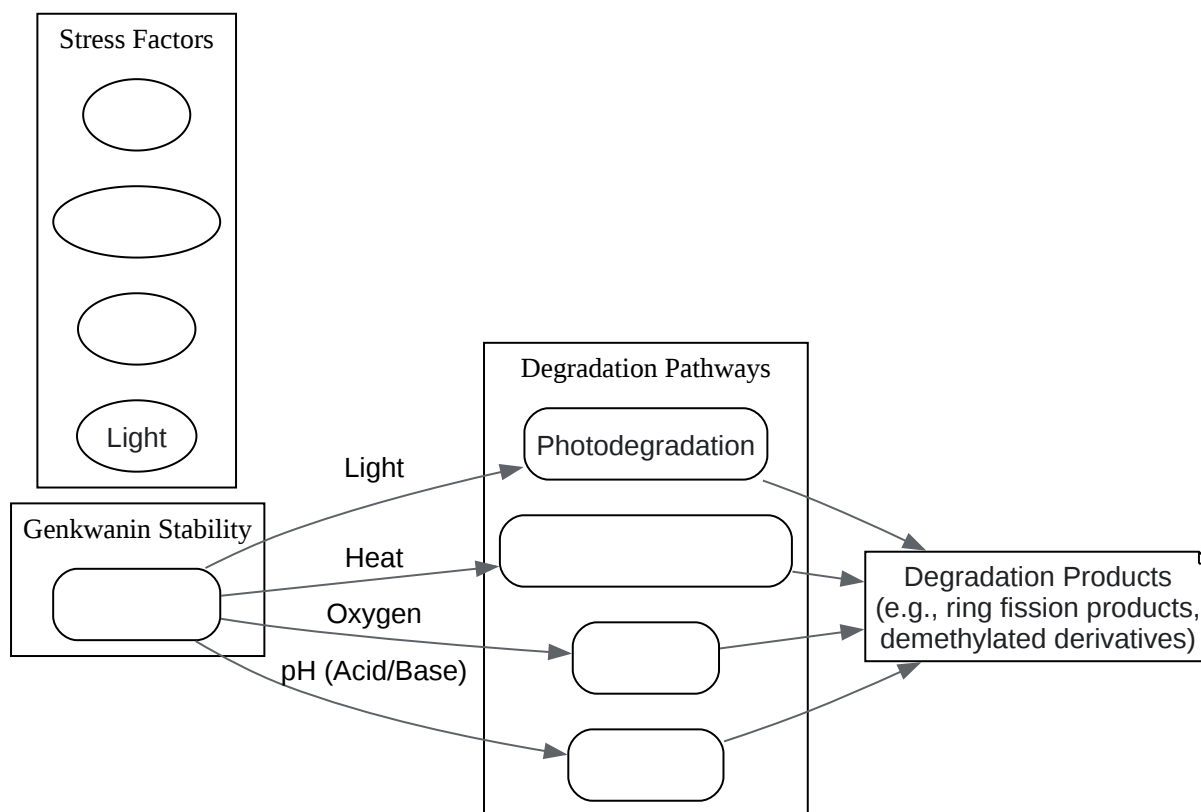 Stress Factors
Light
Genkwanin Stability
Light
Heat
Oxygen
pH (Acid/Base)
Degradation Pathways
Photodegradation
Degradation Products
(e.g., ring fission products,
demethylated derivatives)